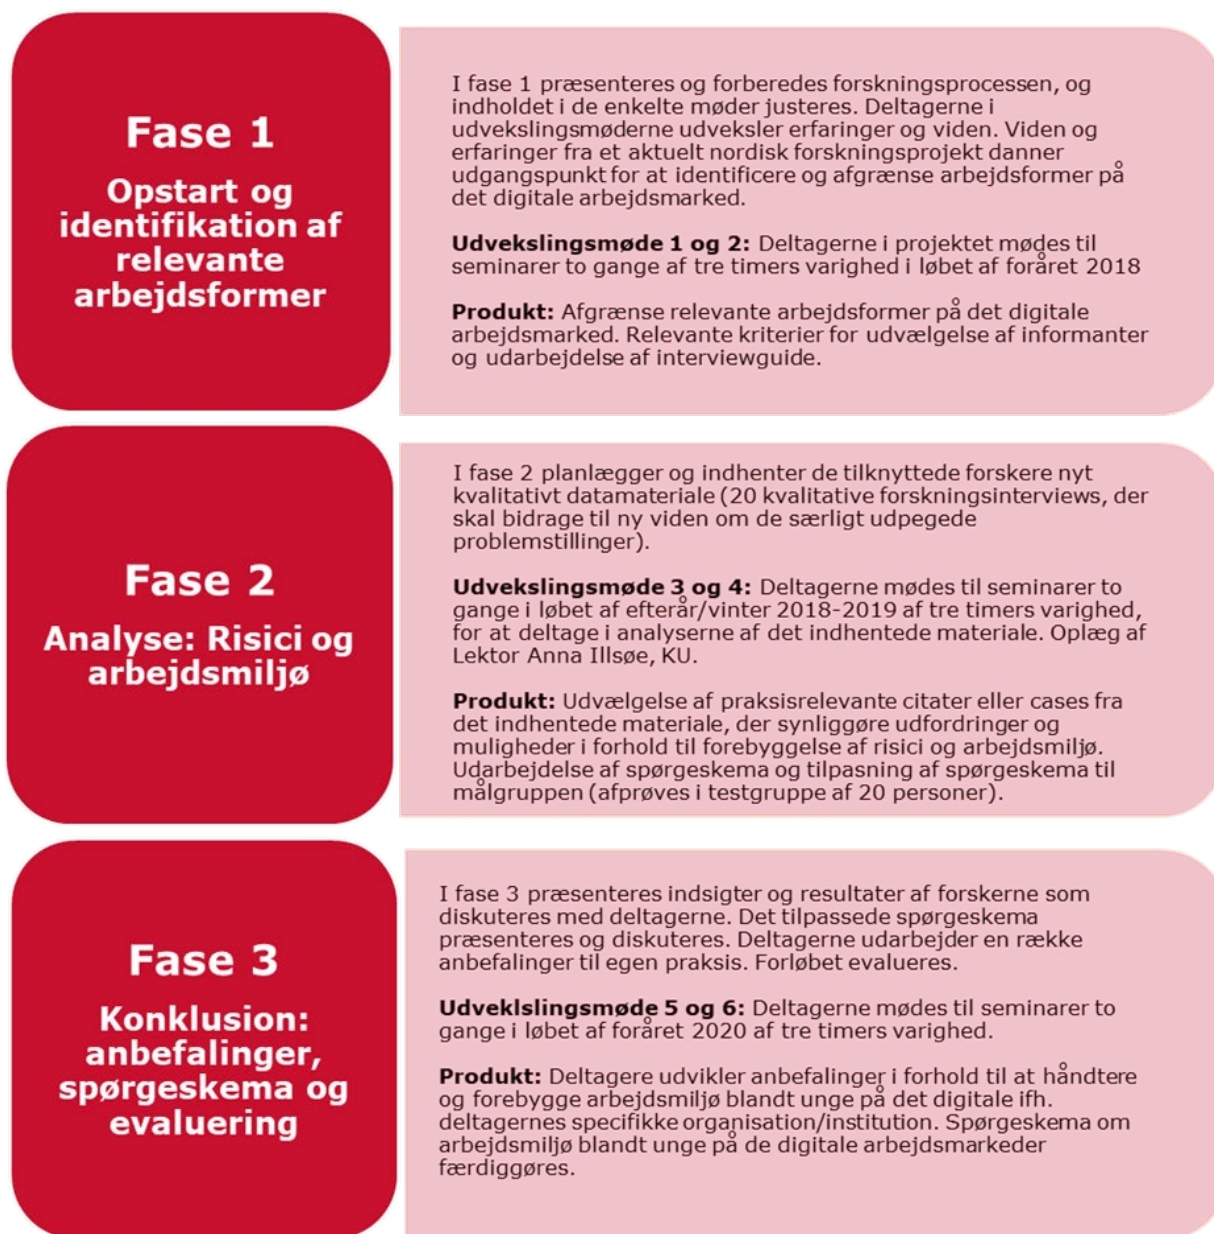 Fase 1
Opstart og
identifikation af
relevante
arbejdsformer
I fase 1 præsenteres og forberedes forskningsprocessen, og
indholdet i de enkelte møder justeres. Deltagerne i
udvekslingsmøderne udveksler erfaringer og viden. Viden og
erfaringer fra et aktuelt nordisk forskningsprojekt danner
udgangspunkt for at identificere og afgrænse arbejdsformer på
det digitale arbejdsmarked.
Udvekslingsmøde 1 og 2: Deltagerne i projektet mødes til
seminarer to gange af tre timers varighed i løbet af foråret 2018
Produkt: Afgrænse relevante arbejdsformer på det digitale
arbejdsmarked. Relevante kriterier for udvælgelse af informanter
og udarbejdelse af interviewguide.
Fase 2
Analyse: Risici og
arbejdsmiljø
I fase 2 planlægger og indhenter de tilknyttede forskere nyt
kvalitativt datamateriale (20 kvalitative forskningsinterviews, der
skal bidrage til ny viden om de særligt udpegede
problemstillinger).
Udvekslingsmøde 3 og 4: Deltagerne mødes til seminarer to
gange i løbet af efterår/vinter 2018-2019 af tre timers varighed,
for at deltage i analyserne af det indhentede materiale. Oplæg af
Lektor Anna Illsøe, KU.
Produkt: Udvælgelse af praksisrelevante citater eller cases fra
det indhentede materiale, der synliggøre udfordringer og
muligheder i forhold til forebyggelse af risici og arbejdsmiljø.
Udarbejdelse af spørgeskema og tilpasning af spørgeskema til
målgruppen (afprøves i testgruppe af 20 personer).
Fase 3
Konklusion:
anbefalinger,
spørgeskema og
evaluering
I fase 3 præsenteres indsigter og resultater af forskerne som
diskuteres med deltagerne. Det tilpassede spørgeskema
præsenteres og diskuteres. Deltagerne udarbejder en række
anbefalinger til egen praksis. Forløbet evalueres.
Udveklslingsmøde 5 og 6: Deltagerne mødes til seminarer to
gange i løbet af foråret 2020 af tre timers varighed.
Produkt: Deltagere udvikler anbefalinger i forhold til at håndtere
og forebygge arbejdsmiljø blandt unge på det digitale ifh.
deltagernes specifikke organisation/institution. Spørgeskema om
arbejdsmiljø blandt unge på de digitale arbejdsmarkeder
færdiggøres.